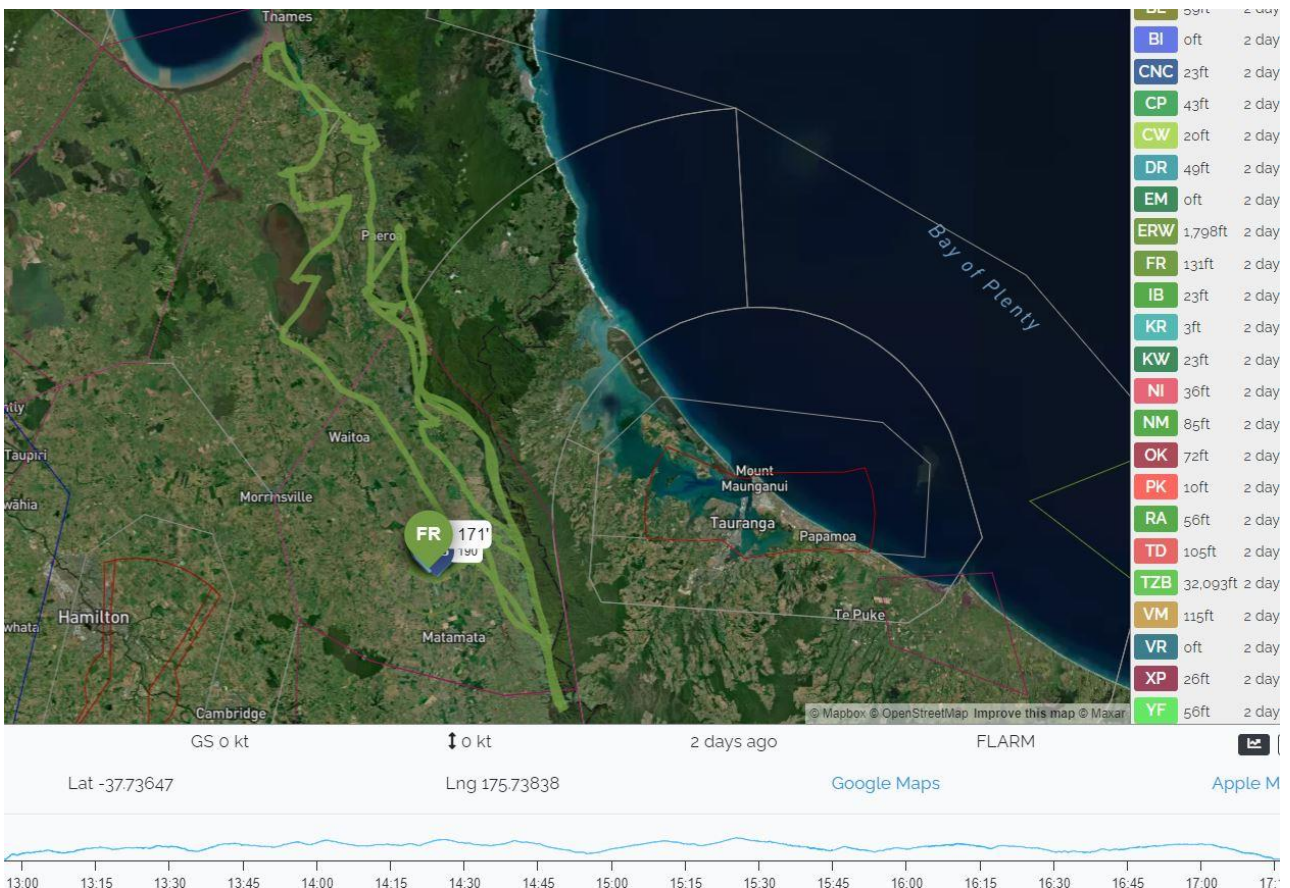 Thames
Paeroa
Bay of Plenty
Waitoa
Taupiri
Morrinsville
Mount
Maunganui
Tauranga
Papamoa
FR 171'
190
Hamilton
Te Puke
Matamata
Cambridge
© Mapbox © OpenStreetMap Improve this map © Maxar
BI 0ft 2 day
CNC 23ft 2 day
CP 43ft 2 day
CW 20ft 2 day
DR 49ft 2 day
EM 0ft 2 day
ERW 1,798ft 2 day
FR 131ft 2 day
IB 23ft 2 day
KR 3ft 2 day
KW 23ft 2 day
NI 36ft 2 day
NM 85ft 2 day
OK 72ft 2 day
PK 10ft 2 day
RA 56ft 2 day
TD 105ft 2 day
TZB 32,093ft 2 day
VM 115ft 2 day
VR 0ft 2 day
XP 26ft 2 day
YF 56ft 2 day
GS 0 kt ↕ 0 kt 2 days ago FLARM
Lat -37.73647 Lng 175.73838 Google Maps Apple M
13:00 13:15 13:30 13:45 14:00 14:15 14:30 14:45 15:00 15:15 15:30 15:45 16:00 16:15 16:30 16:45 17:00 17: